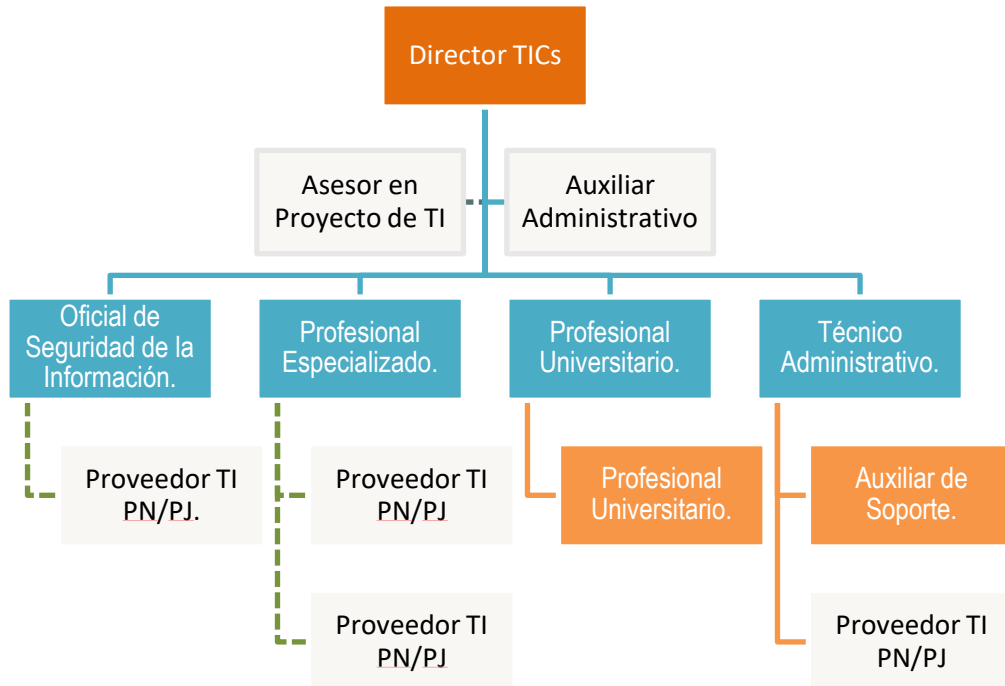 Director TICs
Asesor en
Proyecto de TI
Auxiliar
Administrativo
Oficial de
Seguridad de la
Información.
Profesional
Especializado.
Profesional
Universitario.
Técnico
Administrativo.
Proveedor TI
PN/PJ.
Proveedor TI
PN/PJ
Profesional
Universitario.
Auxiliar de
Soporte.
Proveedor TI
PN/PJ
Proveedor TI
PN/PJ